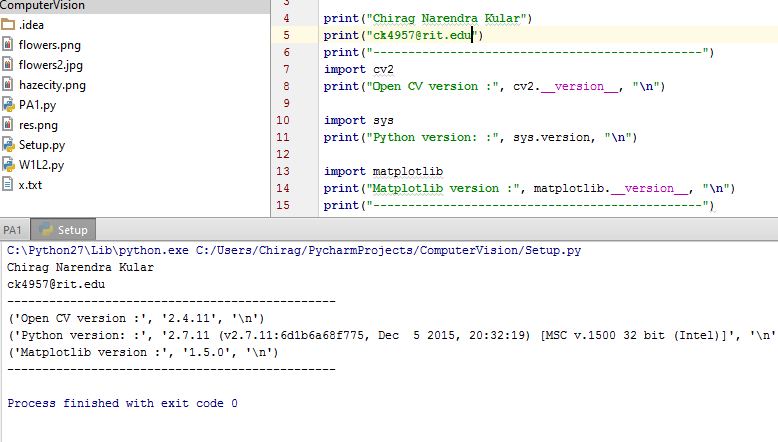 ComputerVision
.idea
flowers.png
flowers2.jpg
hazecity.png
PA1.py
res.png
Setup.py
W1L2.py
x.txt
3
4 print("Chirag Narendra Kular")
5 print("ck4957@rit.edu")
6 print("-----------------------------------------------")
7 import cv2
8 print("Open CV version :", cv2.__version__, "\n")
9
10 import sys
11 print("Python version: :", sys.version, "\n")
12
13 import matplotlib
14 print("Matplotlib version :", matplotlib.__version__, "\n")
15 print("-----------------------------------------------")
PA1 Setup
C:\Python27\Lib\python.exe C:/Users/Chirag/PycharmProjects/ComputerVision/Setup.py
Chirag Narendra Kular
ck4957@rit.edu
-----------------------------------------------
('Open CV version :', '2.4.11', '\n')
('Python version: :', '2.7.11 (v2.7.11:6d1b6a68f775, Dec  5 2015, 20:32:19) [MSC v.1500 32 bit (Intel)]', '\n'
('Matplotlib version :', '1.5.0', '\n')
-----------------------------------------------
Process finished with exit code 0